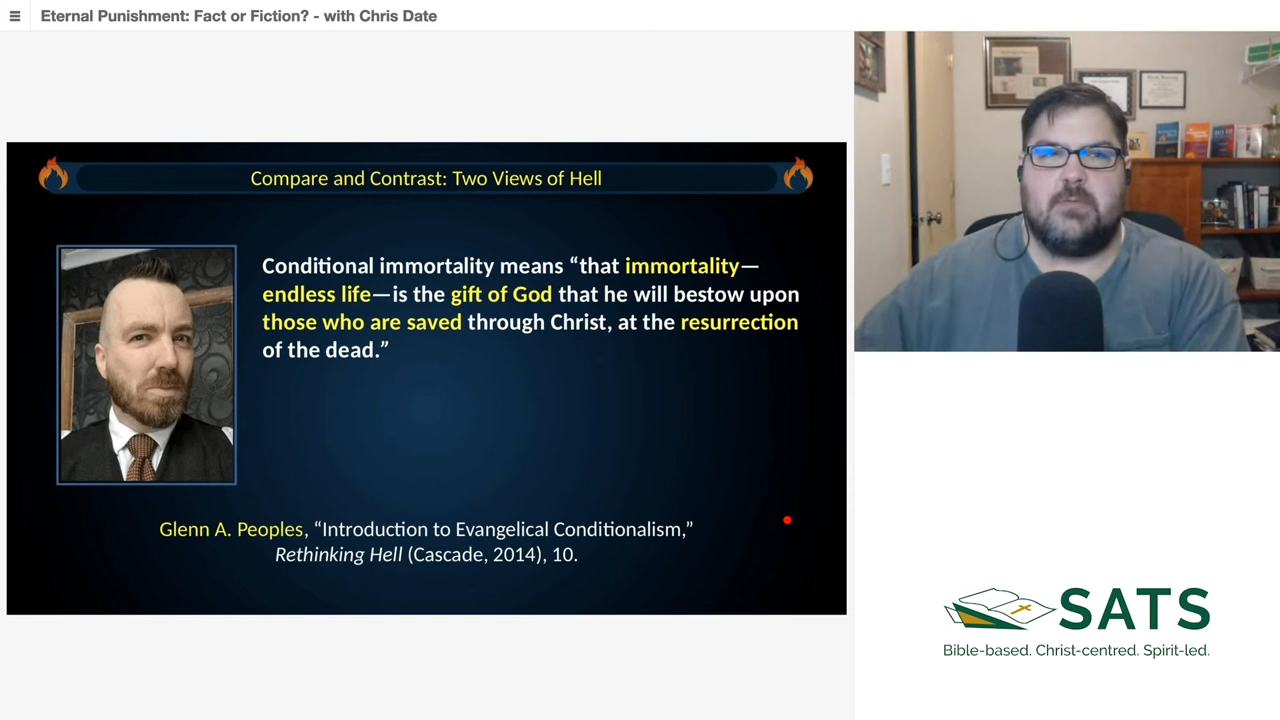 Eternal Punishment: Fact or Fiction? - with Chris Date
Compare and Contrast: Two Views of Hell
Conditional immortality means “that immortality—
endless life—is the gift of God that he will bestow upon
those who are saved through Christ, at the resurrection
of the dead.”
Glenn A. Peoples, “Introduction to Evangelical Conditionalism,”
Rethinking Hell (Cascade, 2014), 10.
SATS
Bible-based. Christ-centred. Spirit-led.